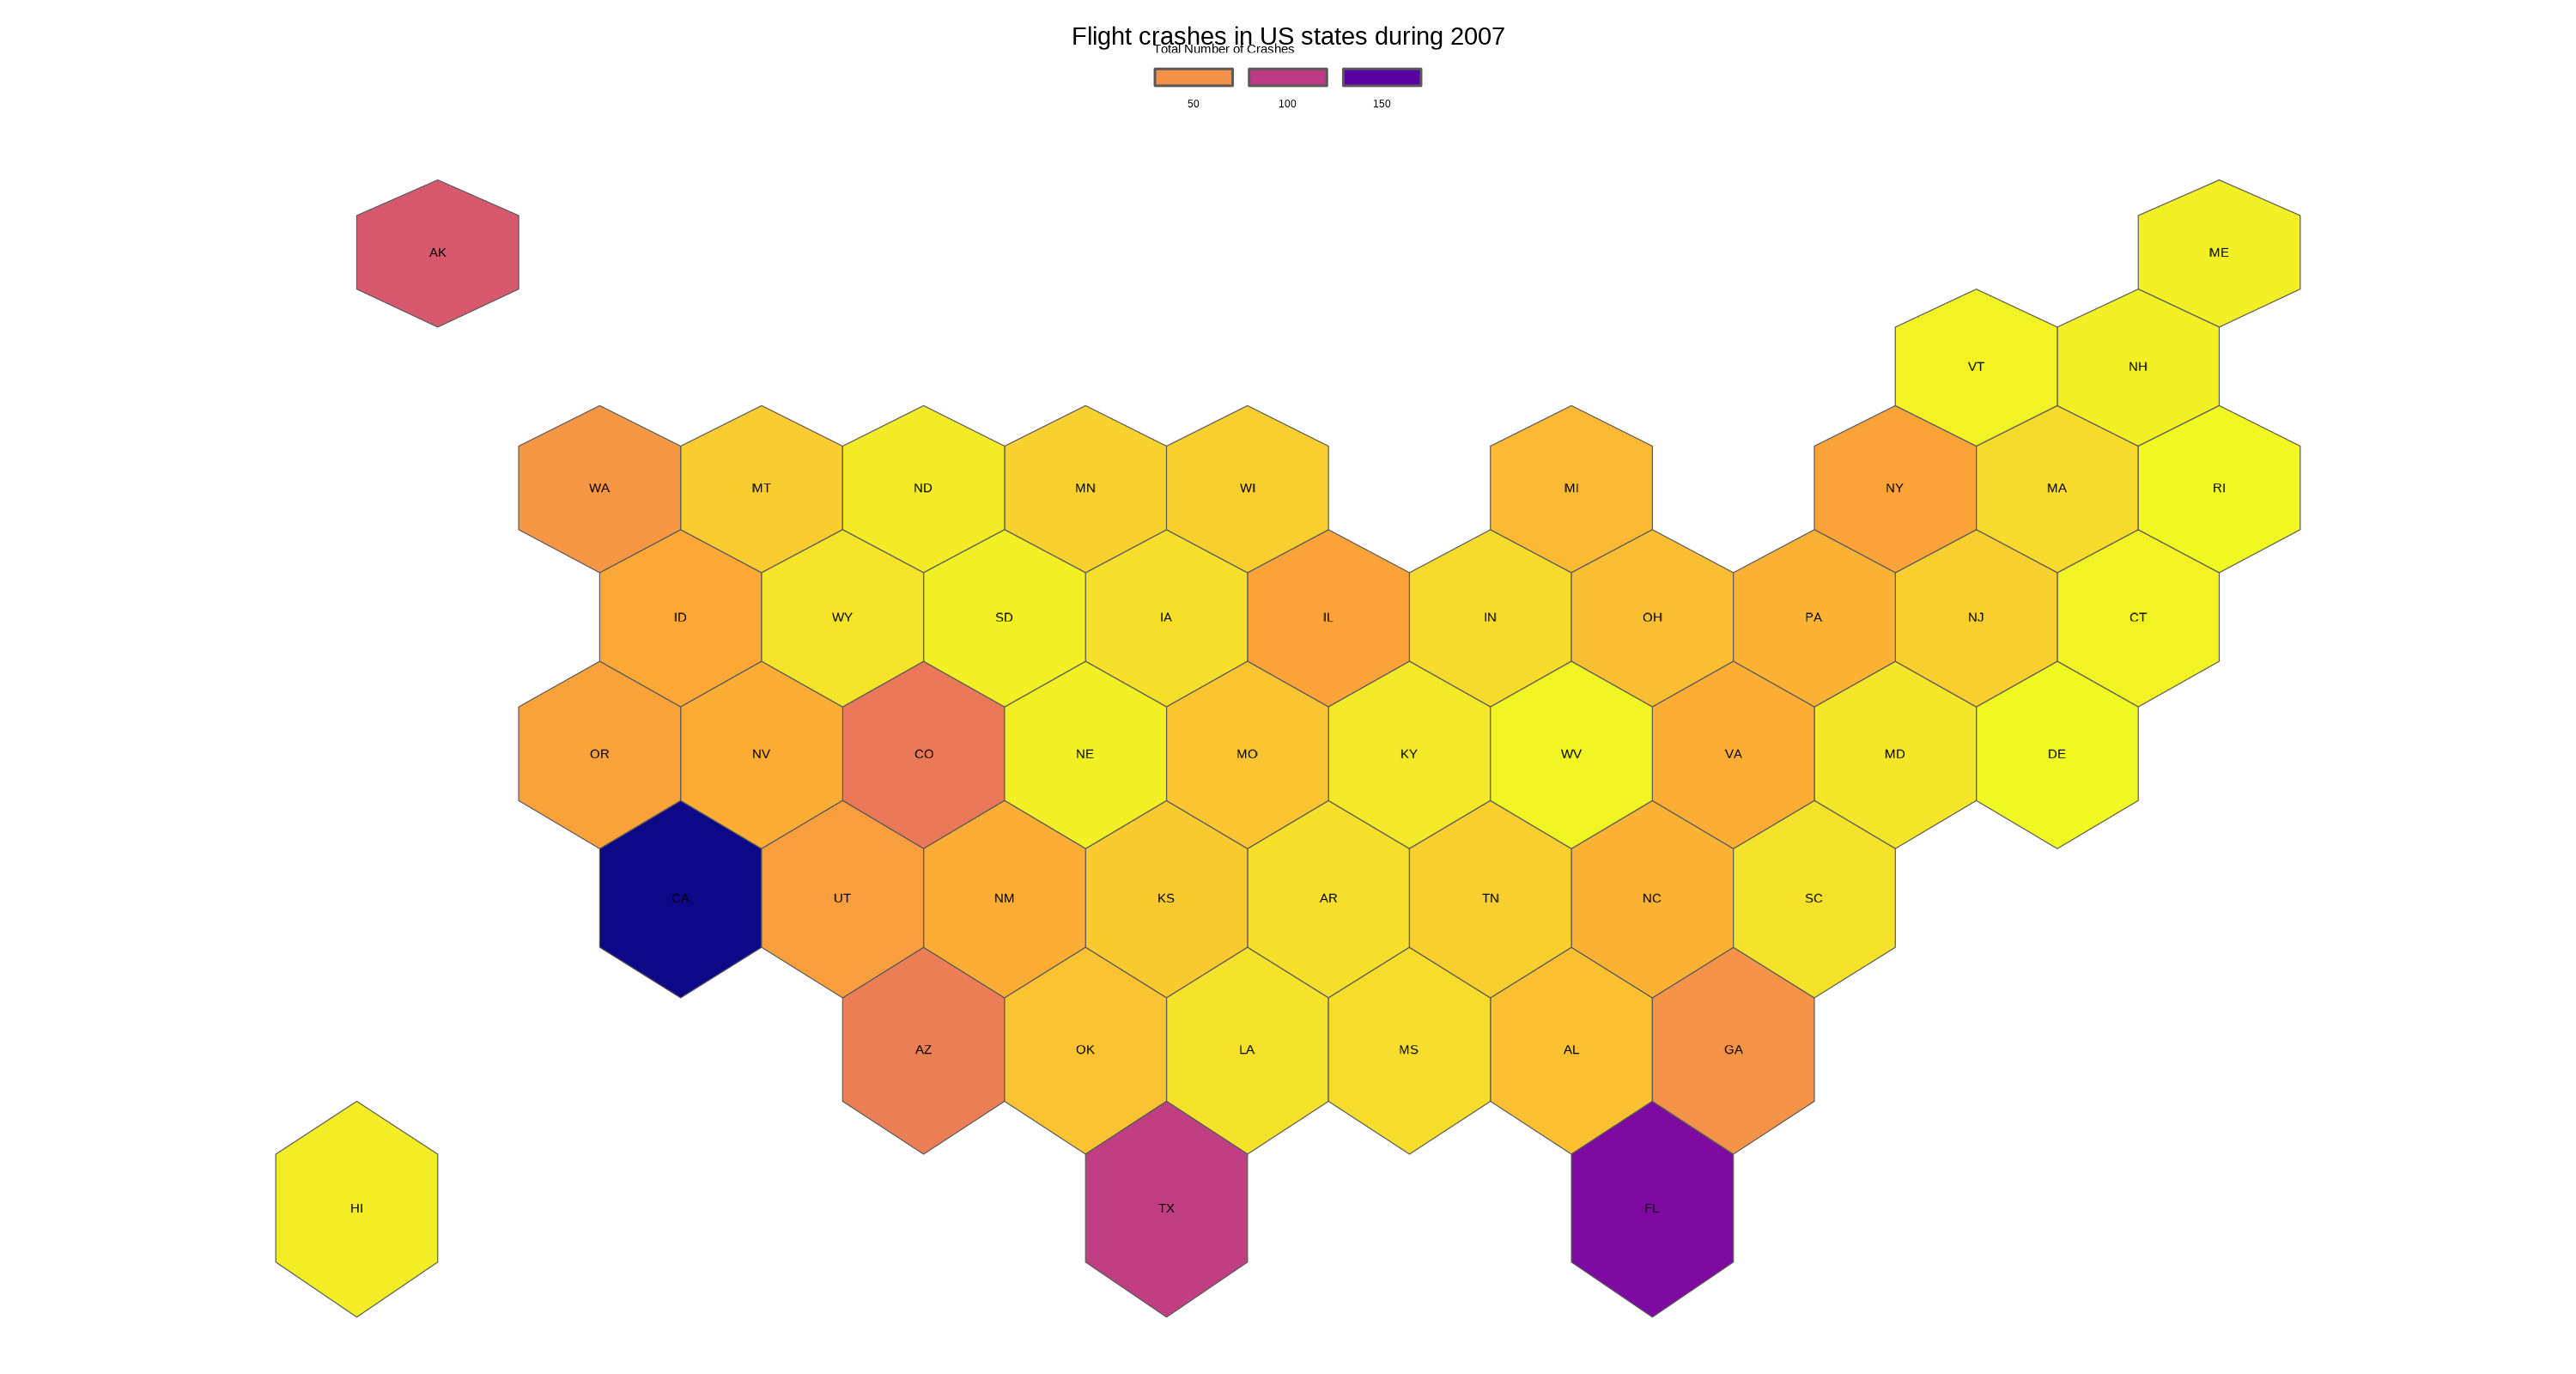 Flight crashes in US states during 2007
Total Number of Crashes
50 100 150
AK ME
VT NH
WA MT ND MN WI MI NY MA RI
ID WY SD IA IL IN OH PA NJ CT
OR NV CO NE MO KY WV VA MD DE
CA UT NM KS AR TN NC SC
AZ OK LA MS AL GA
HI TX FL